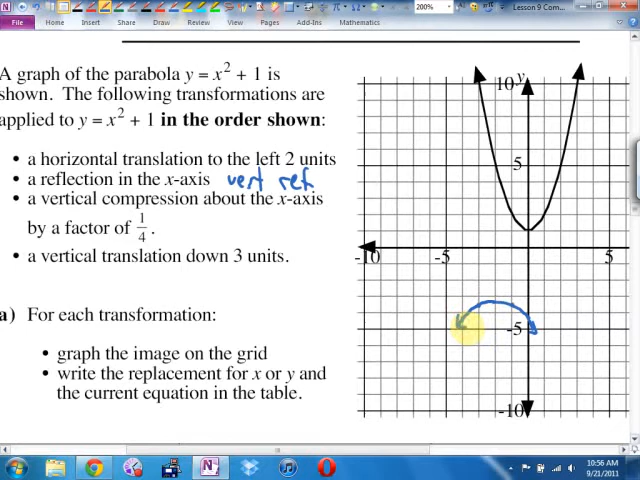 200%
Lesson 9 Com...
File
Home
Insert
Share
Draw
Review
View
Add-Ins
Mathematics
A graph of the parabola y = x² + 1 is
shown. The following transformations are
applied to y = x² + 1 in the order shown:
• a horizontal translation to the left 2 units
• a reflection in the x-axis vert ref
• a vertical compression about the x-axis
by a factor of 1/4.
• a vertical translation down 3 units.
a) For each transformation:
• graph the image on the grid
• write the replacement for x or y and
the current equation in the table.
10 y
5
-10 -5 5
-5
-10
10:56 AM
9/21/2011